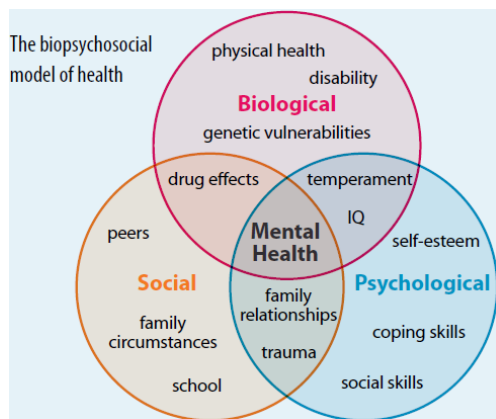 The biopsychosocial
model of health
physical health
disability
Biological
genetic vulnerabilities
drug effects
temperament
IQ
Mental
Health
peers
self-esteem
Social
Psychological
family
relationships
family
circumstances
coping skills
trauma
school
social skills